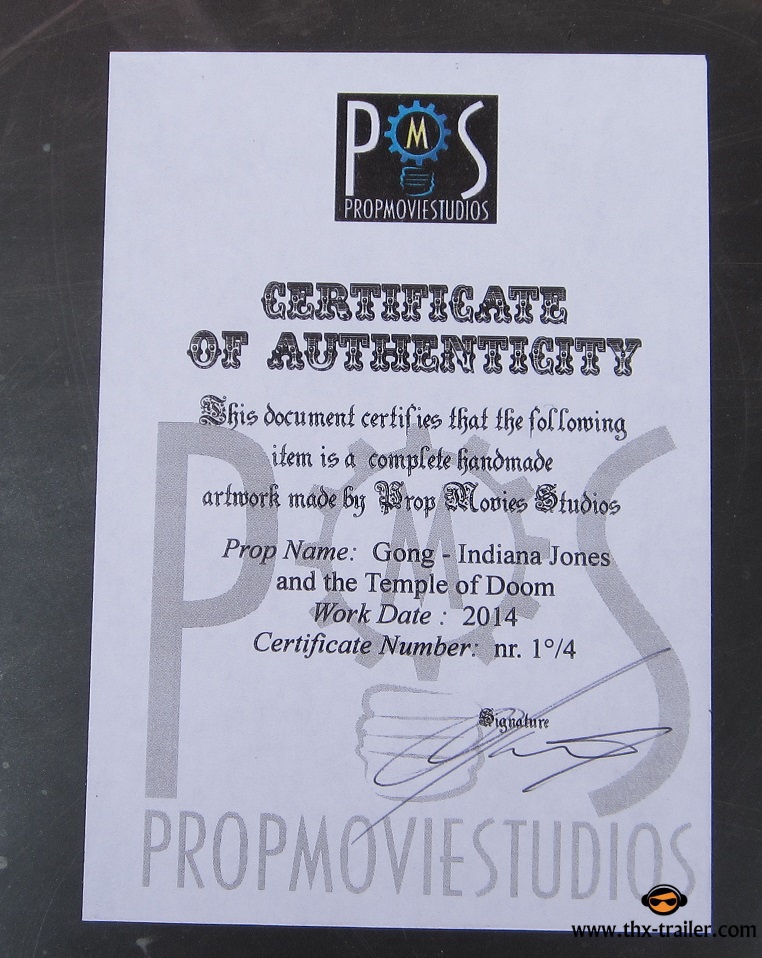 P M S
PROPMOVIESTUDIOS
CERTIFICATE
OF AUTHENTICITY
This document certifies that the following
item is a complete handmade
artwork made by Prop Movies Studios
Prop Name: Gong - Indiana Jones
and the Temple of Doom
Work Date : 2014
Certificate Number: nr. 1°/4
Signature
P M S
PROPMOVIESTUDIOS
www.thx-trailer.com